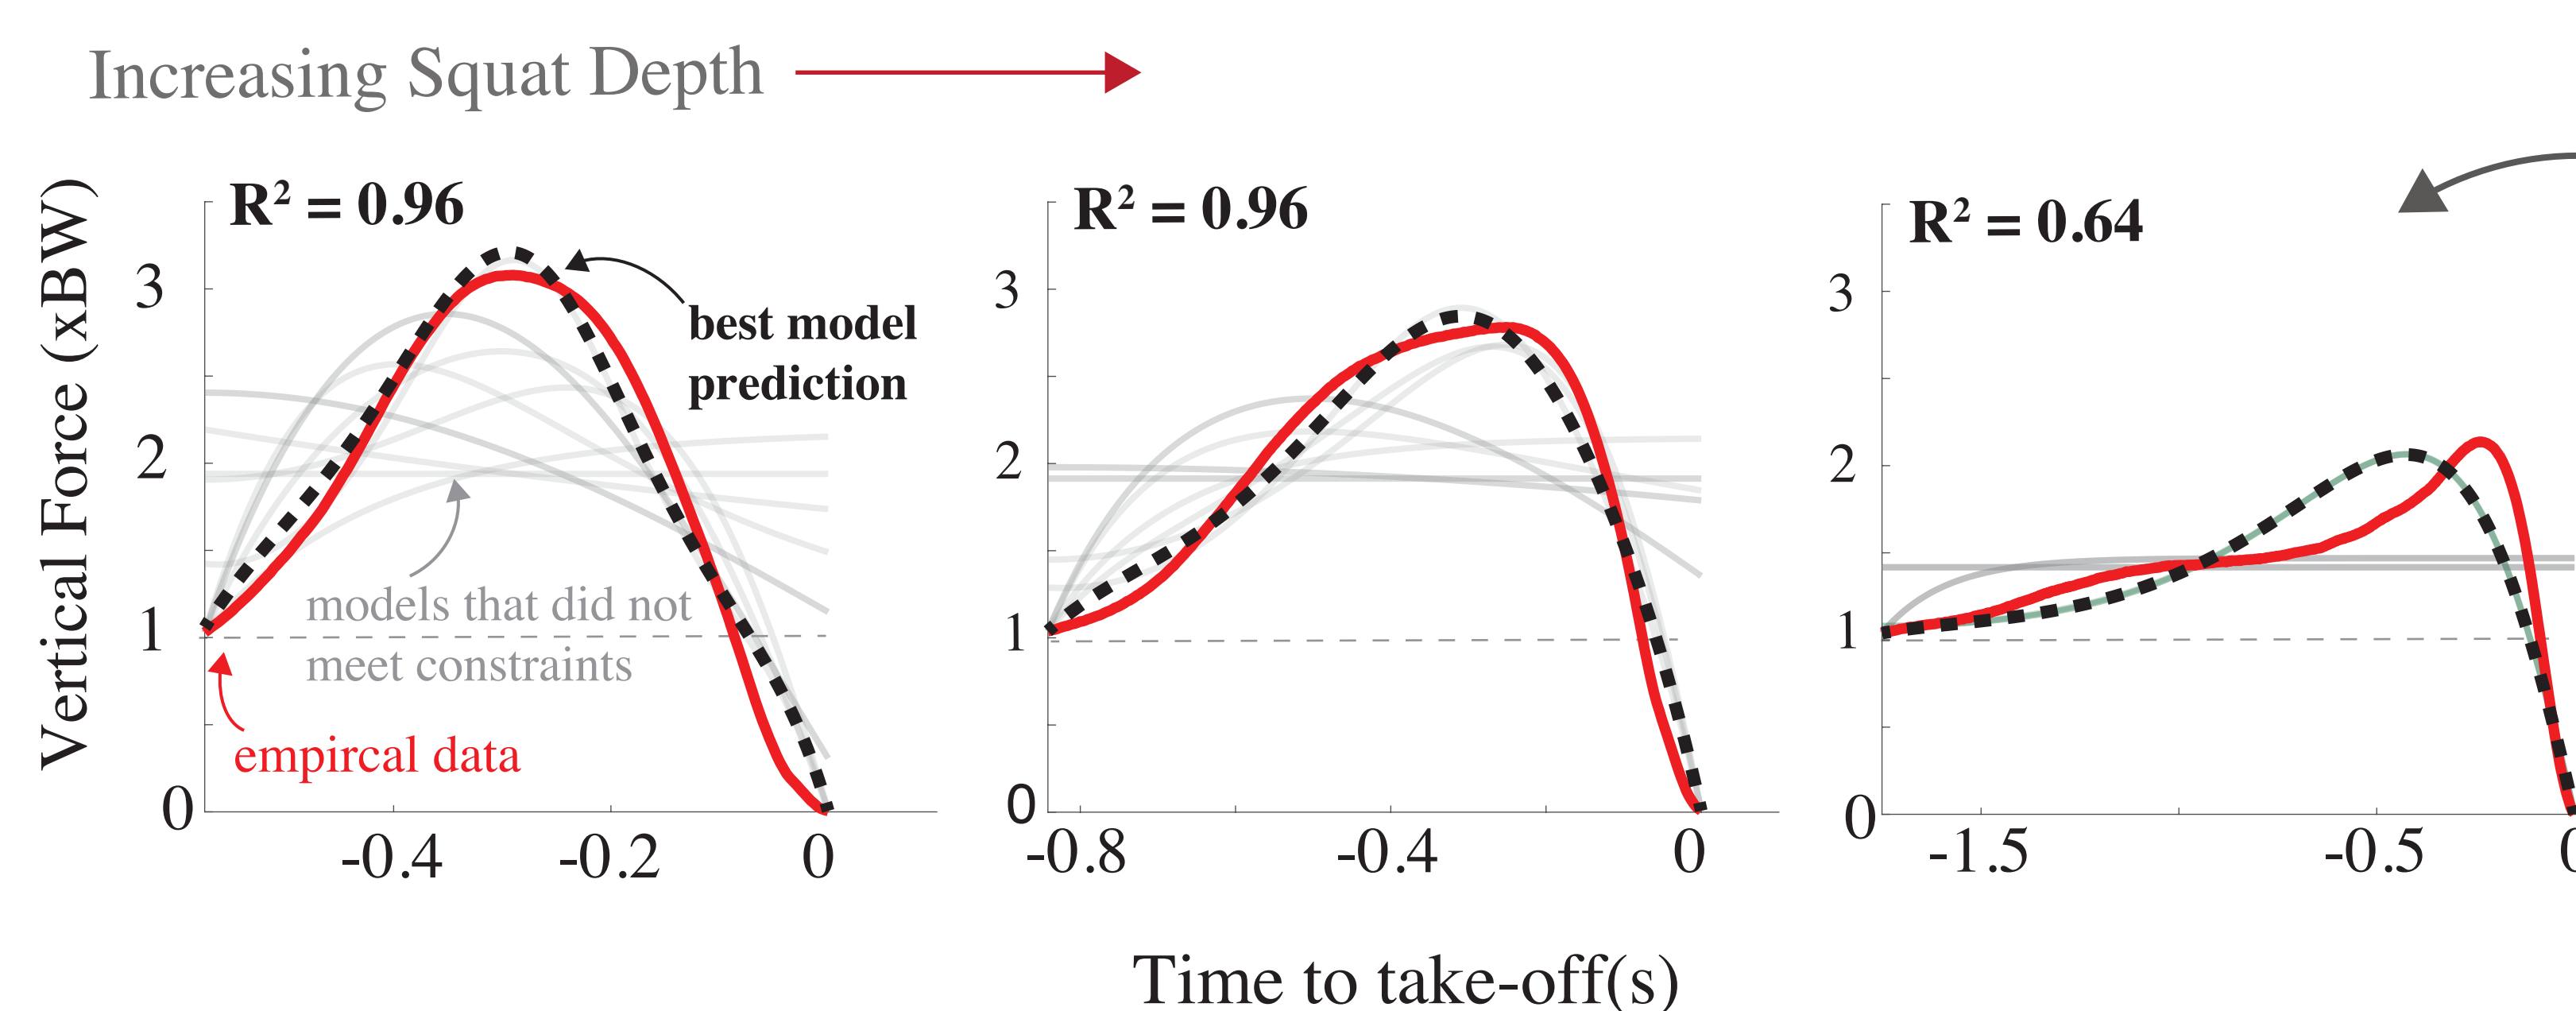 Increasing Squat Depth
Vertical Force (xBW)
R² = 0.96
3
2
1
0
-0.4
-0.2
0
best model
prediction
models that did not
meet constraints
empircal data
R² = 0.96
3
2
1
0
-0.8
-0.4
0
R² = 0.64
3
2
1
0
-1.5
-0.5
Time to take-off(s)